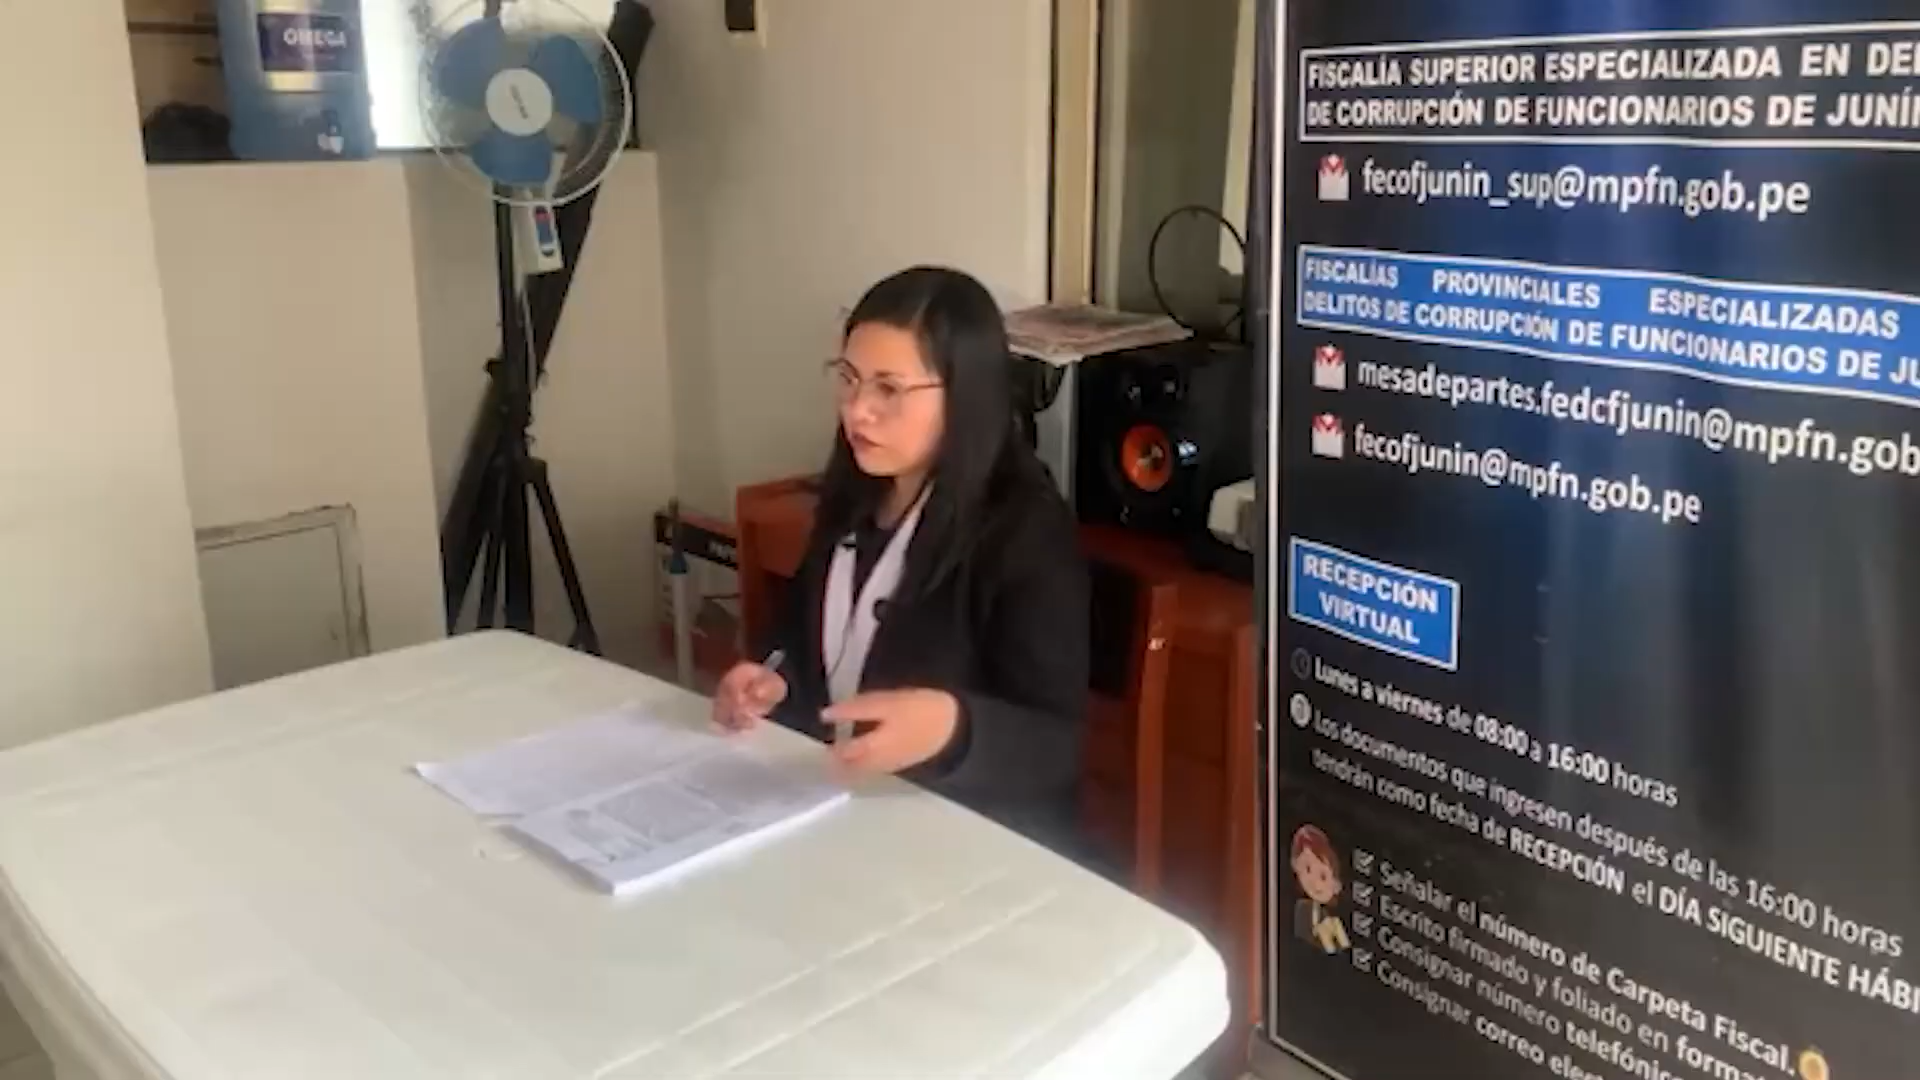 OMEGA
FISCALÍA SUPERIOR ESPECIALIZADA EN DEL
DE CORRUPCIÓN DE FUNCIONARIOS DE JUNÍN
fecofjunin_sup@mpfn.gob.pe
FISCALÍAS PROVINCIALES ESPECIALIZADAS
DELITOS DE CORRUPCIÓN DE FUNCIONARIOS DE JU
mesadepartes.fedcfjunin@mpfn.gob
fecofjunin@mpfn.gob.pe
RECEPCIÓN
VIRTUAL
Lunes a viernes de 08:00 a 16:00 horas
Los documentos que ingresen después de las 16:00 horas
tendrán como fecha de RECEPCIÓN el DÍA SIGUIENTE HÁBI
Señalar el número de Carpeta Fiscal.
Escrito firmado y foliado en forma
Consignar número telefónic
Consignar correo elec